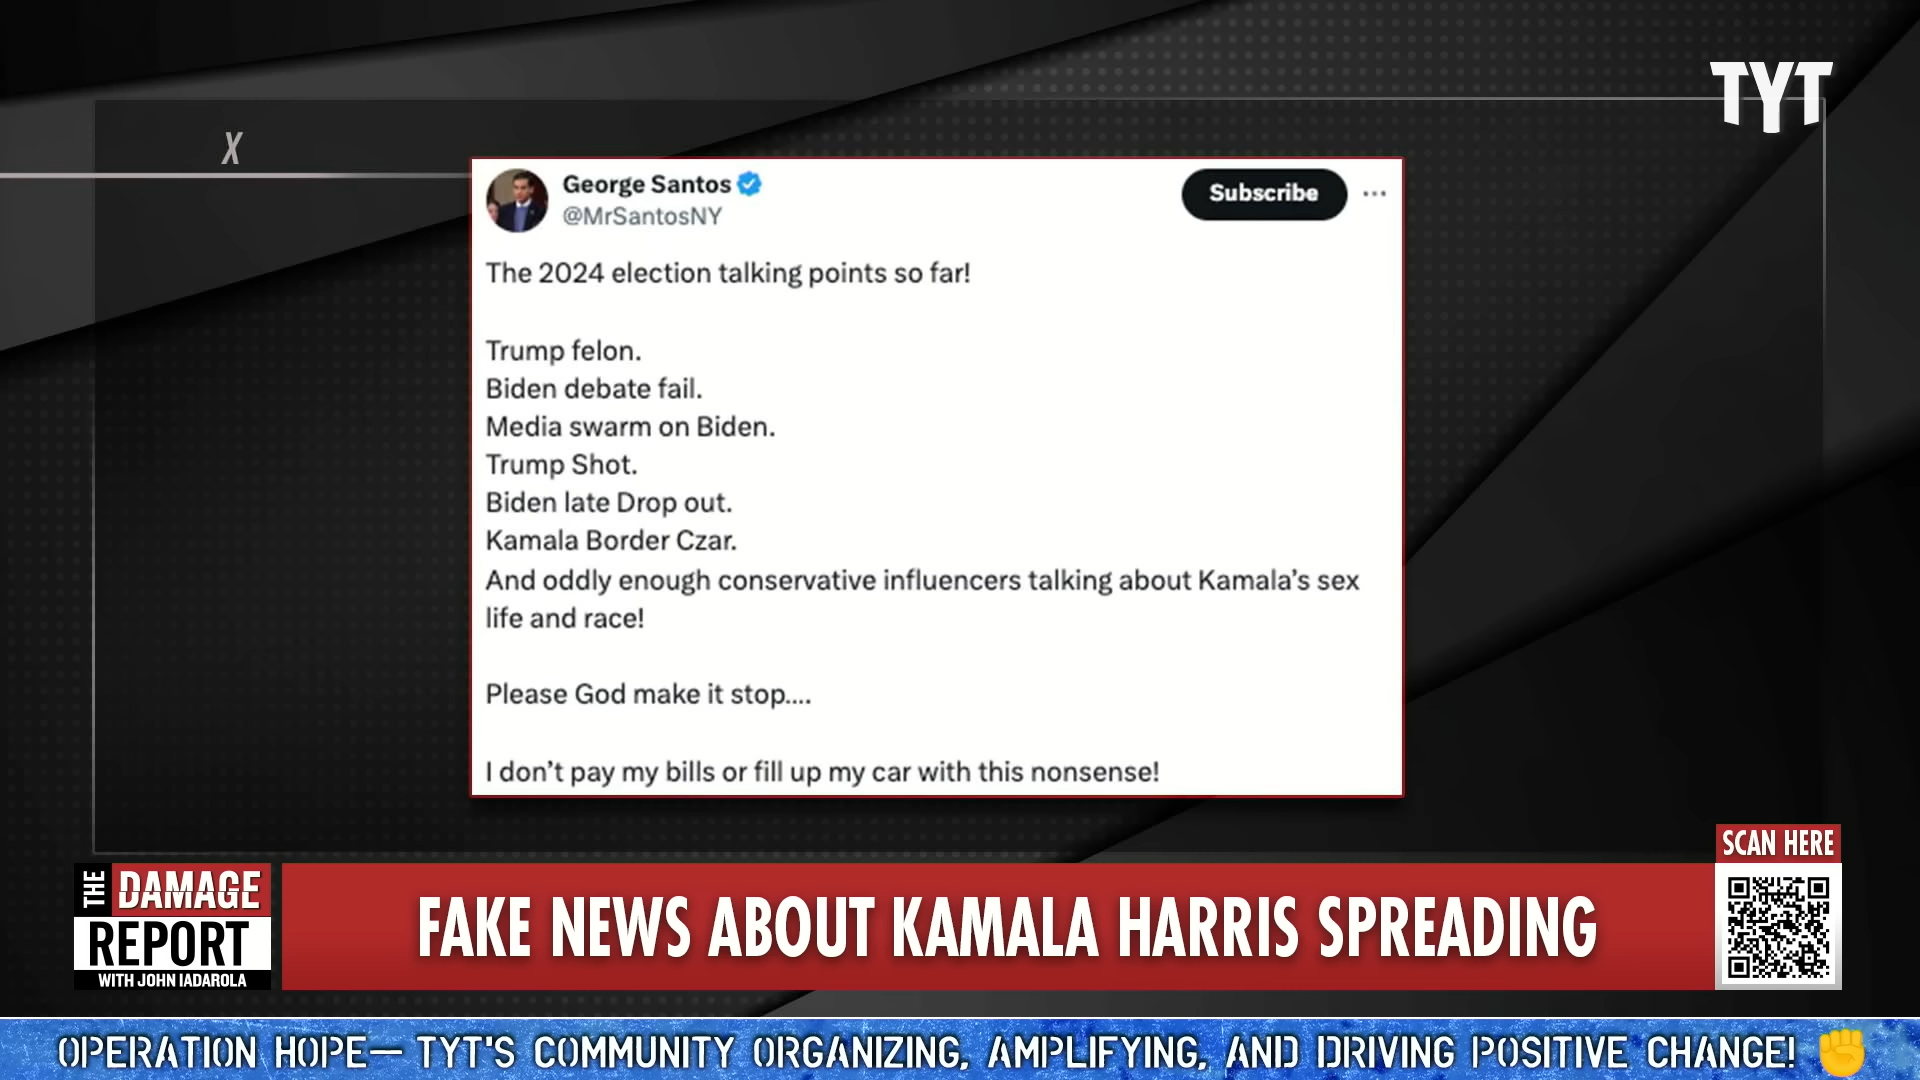 TYT
X
George Santos
@MrSantosNY
Subscribe
The 2024 election talking points so far!
Trump felon.
Biden debate fail.
Media swarm on Biden.
Trump Shot.
Biden late Drop out.
Kamala Border Czar.
And oddly enough conservative influencers talking about Kamala’s sex
life and race!
Please God make it stop....
I don’t pay my bills or fill up my car with this nonsense!
SCAN HERE
THE DAMAGE
REPORT
WITH JOHN IADAROLA
FAKE NEWS ABOUT KAMALA HARRIS SPREADING
OPERATION HOPE— TYT'S COMMUNITY ORGANIZING, AMPLIFYING, AND DRIVING POSITIVE CHANGE! ✊